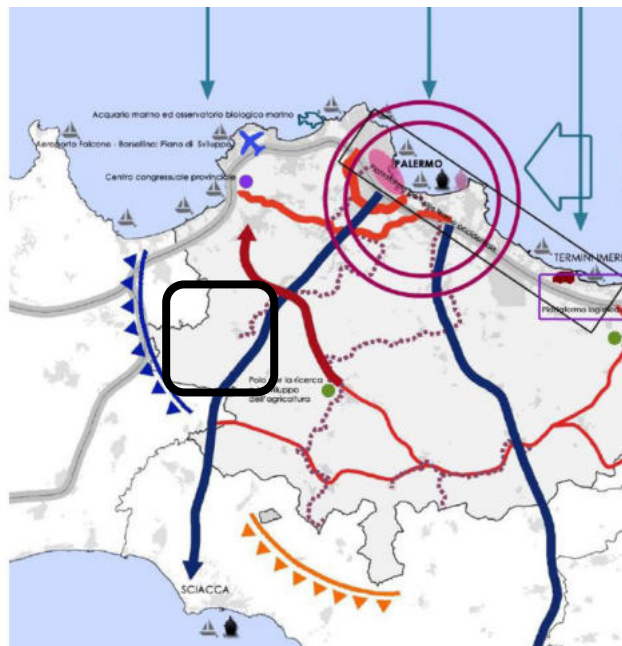 Acquario marino ed osservatorio biologico marino
Aeroporto Falcone - Borsellino: Piano di Sviluppo
PALERMO
Centro congressuale provinciale
TERMINI IMERE
Piattaforma logistica
Polo per la ricerca
sviluppo
dell'agricoltura
SCIACCA